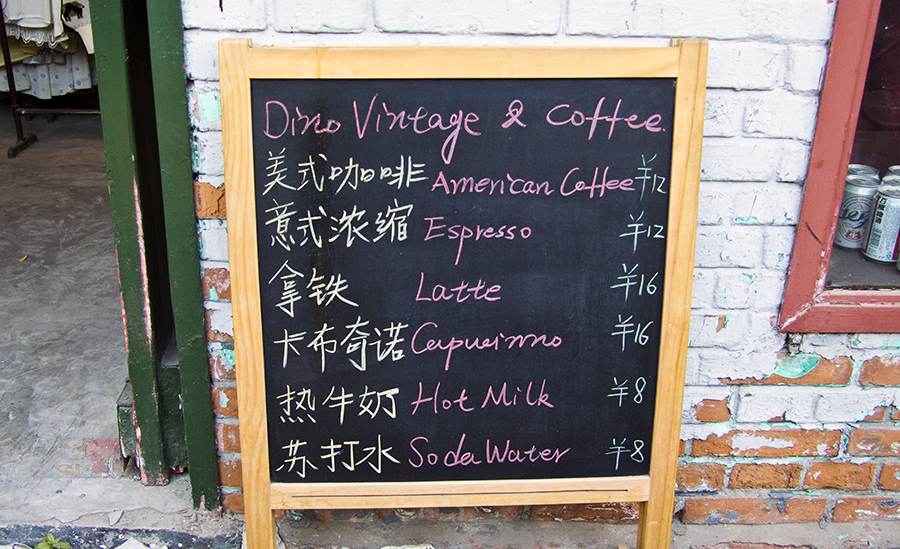 Dino Vintage & Coffee.
美式咖啡 American Coffee ¥12
意式浓缩 Espresso ¥12
拿铁 Latte ¥16
卡布奇诺 Capucinno ¥16
热牛奶 Hot Milk ¥8
苏打水 Soda Water ¥8